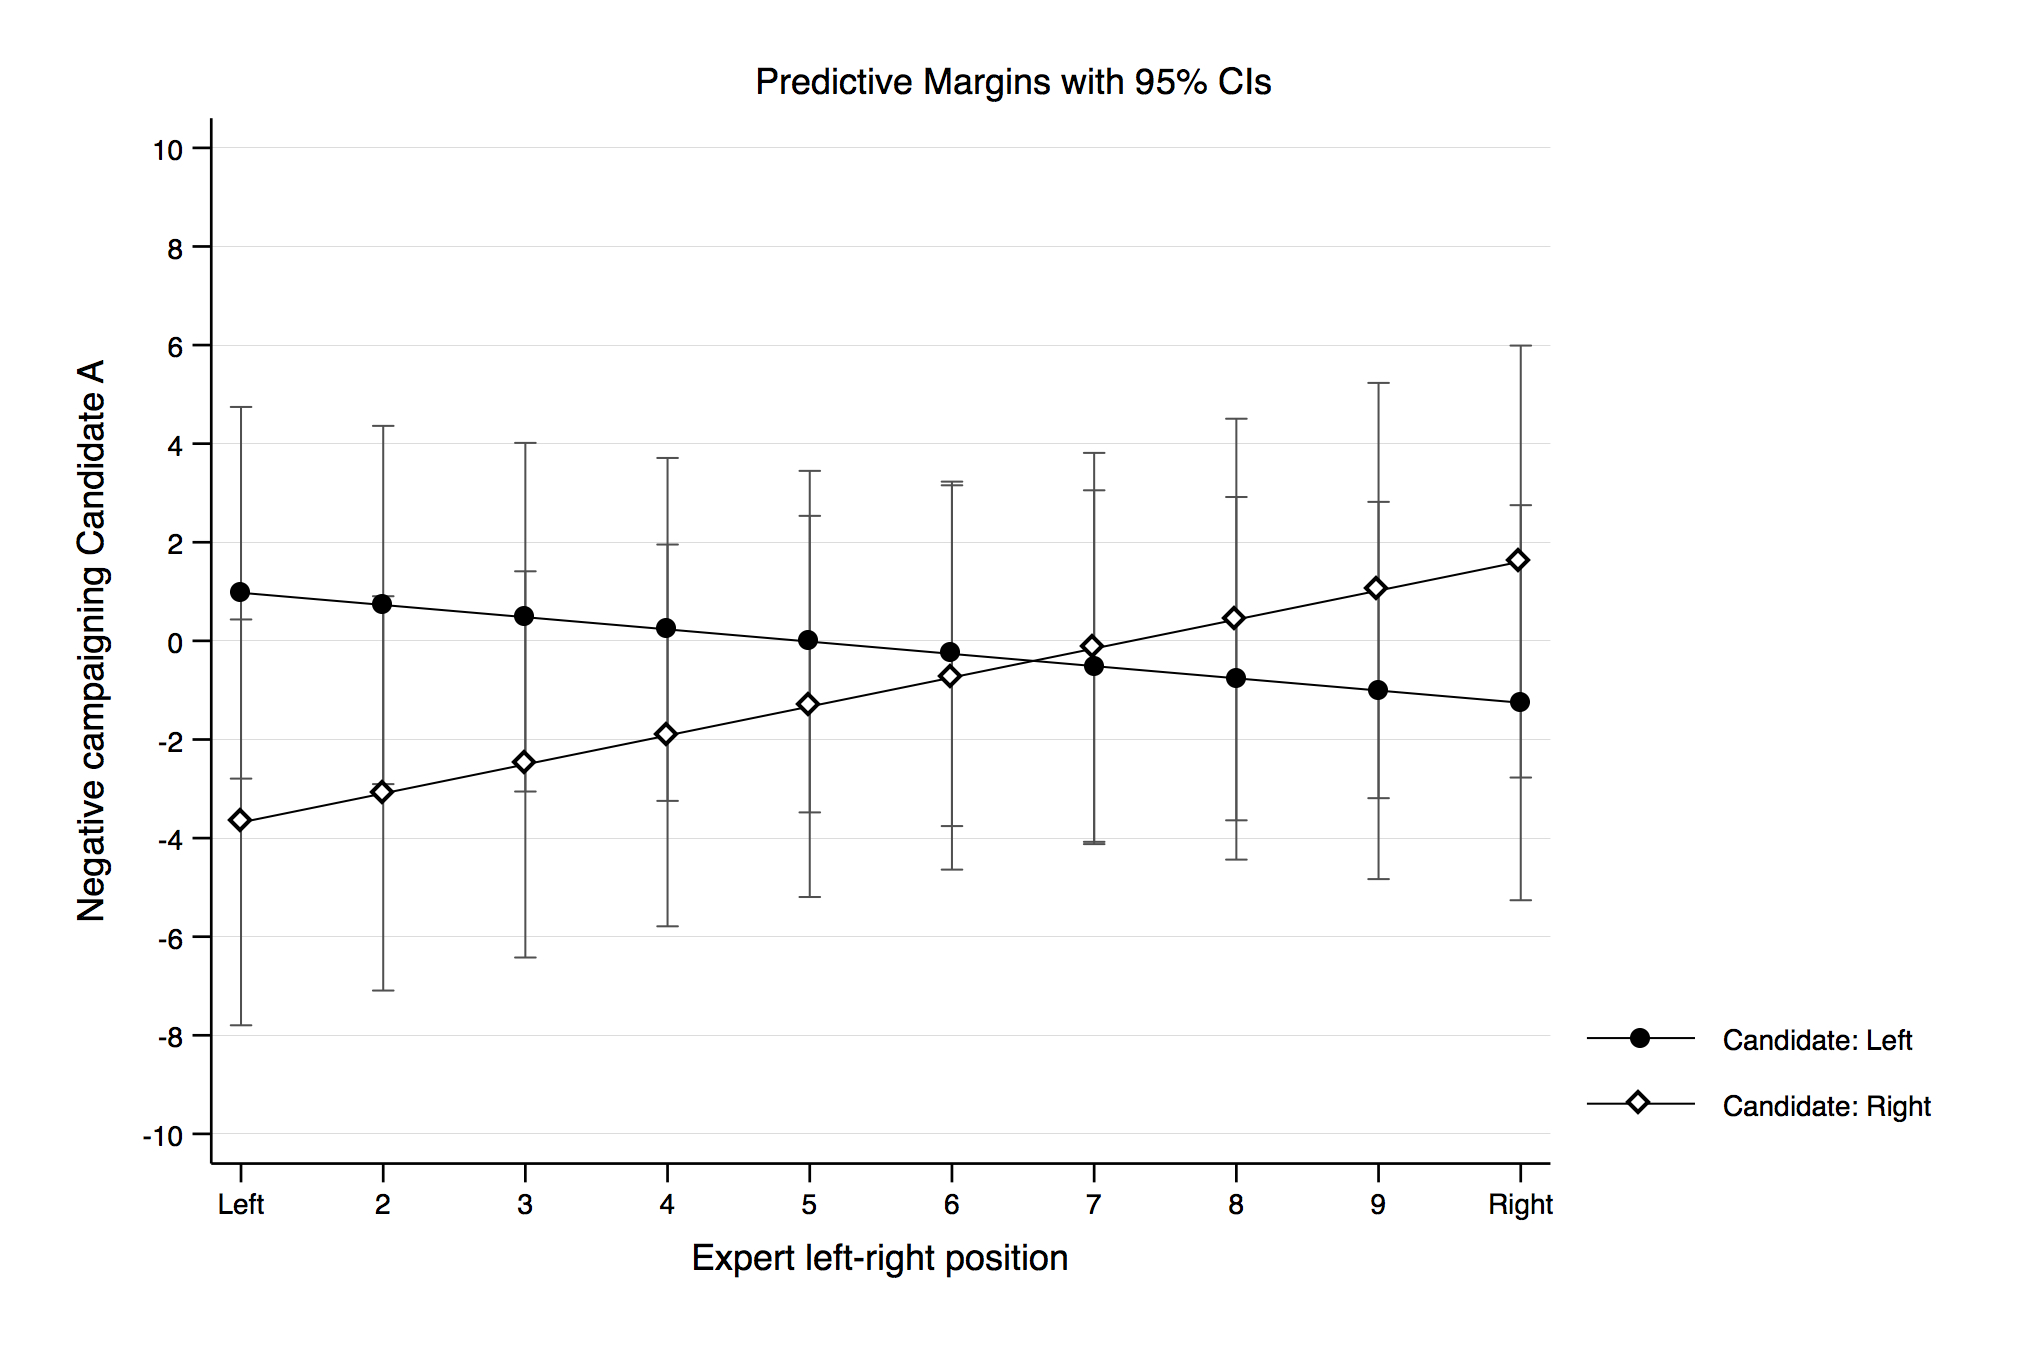 Predictive Margins with 95% CIs
Negative campaigning Candidate A
10
8
6
4
2
0
-2
-4
-6
-8
-10
Left 2 3 4 5 6 7 8 9 Right
Expert left-right position
Candidate: Left
Candidate: Right